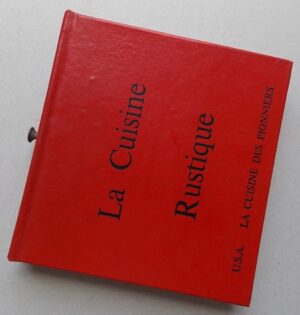 La Cuisine
Rustique
U.S.A. LA CUISINE DES PIONNIERS